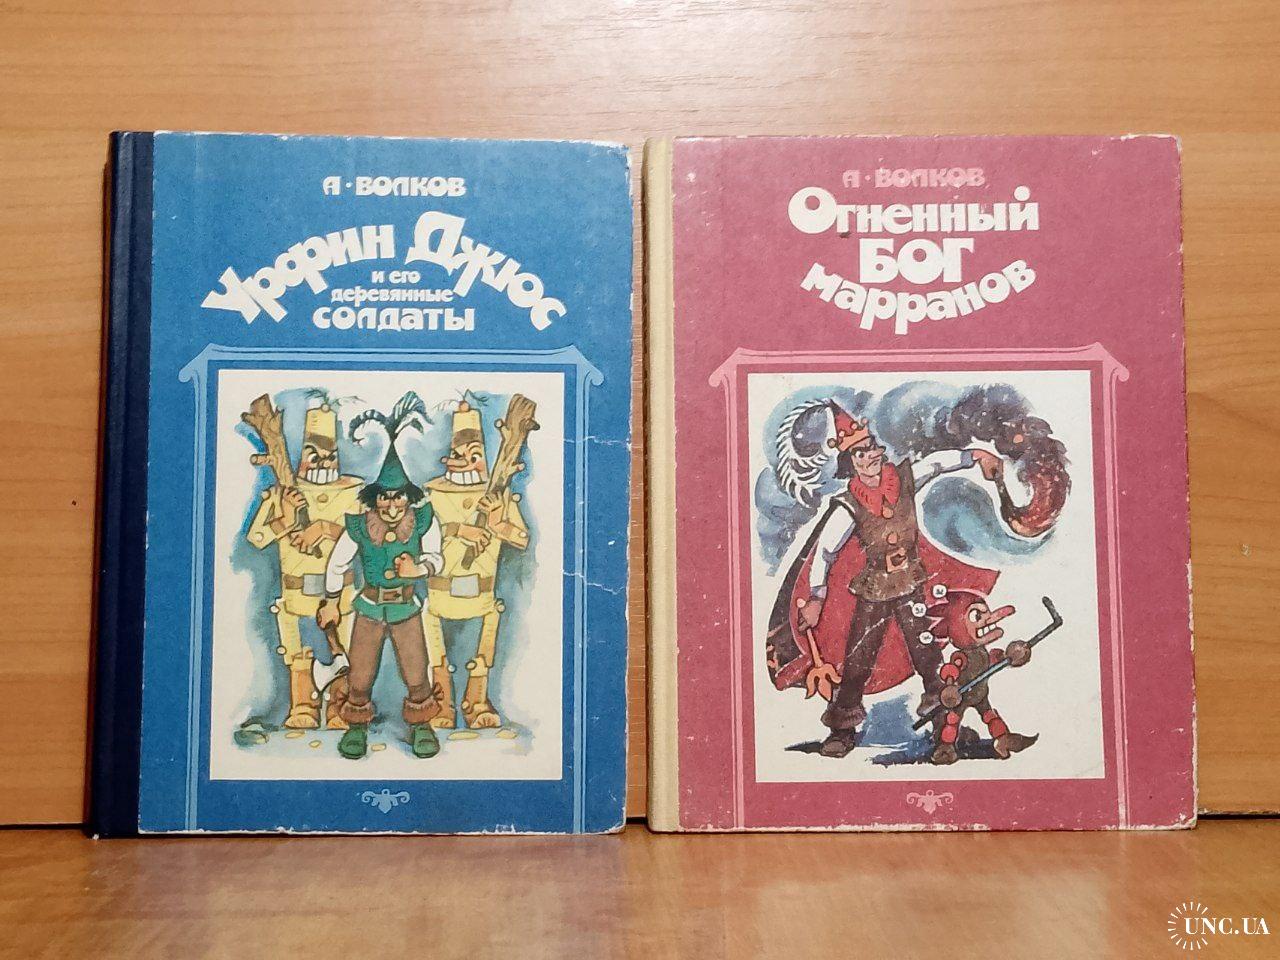 А·ВОЛКОВ
Урфин Джюс
и его
деревянные
СОЛДАТЫ
А·ВОЛКОВ
Огненный
БОГ
марранов
UNC.UA